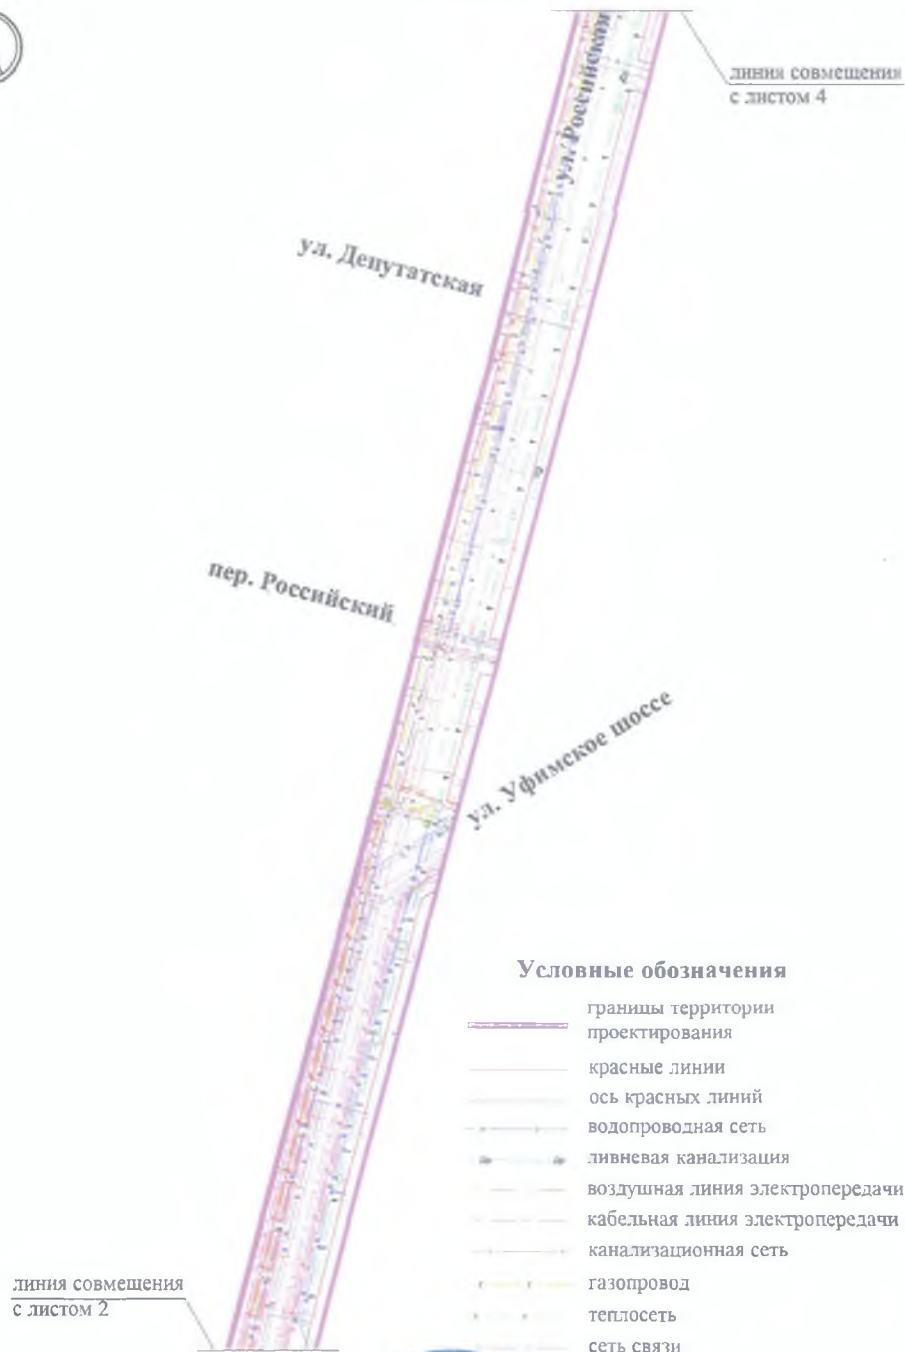 ул. Российская
линия совмещения
с листом 4
ул. Депутатская
пер. Российский
ул. Уфимское шоссе
Условные обозначения
границы территории
проектирования
красные линии
ось красных линий
водопроводная сеть
ливневая канализация
воздушная линия электропередачи
кабельная линия электропередачи
канализационная сеть
газопровод
теплосеть
сеть связи
линия совмещения
с листом 2